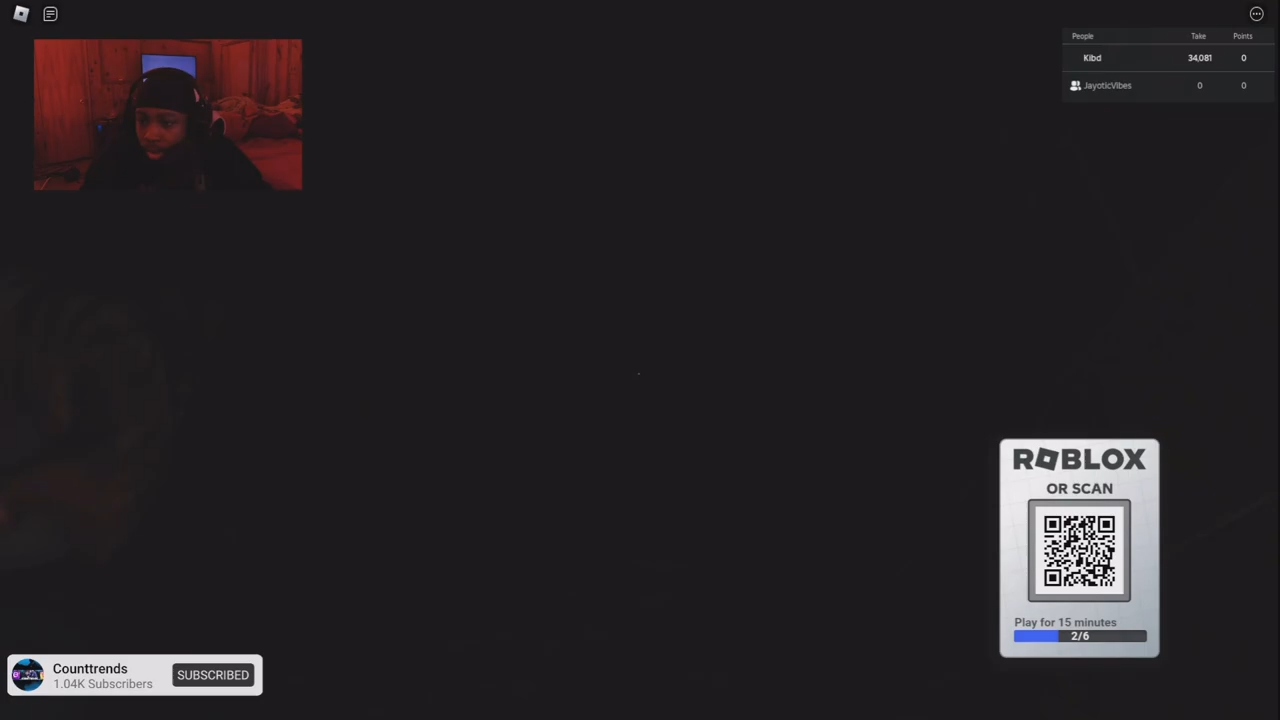 People Take Points
Kibd 34,081 0
JayoticVibes 0 0
ROBLOX
OR SCAN
Play for 15 minutes
2/6
Counttrends
1.04K Subscribers
SUBSCRIBED